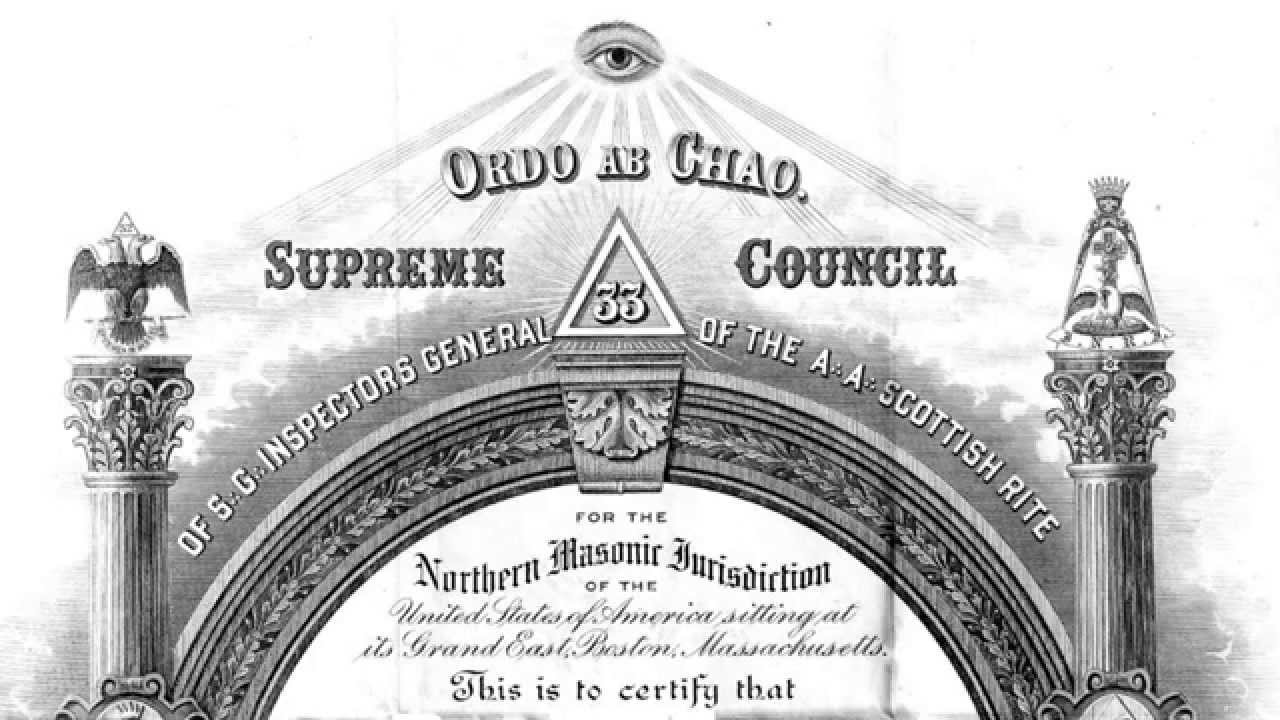 ORDO AB CHAO.
SUPREME COUNCIL
33
OF S∴G∴INSPECTORS GENERAL OF THE A∴A∴SCOTTISH RITE
FOR THE
Northern Masonic Jurisdiction
OF THE
United States of America sitting at
its Grand East, Boston, Massachusetts.
This is to certify that